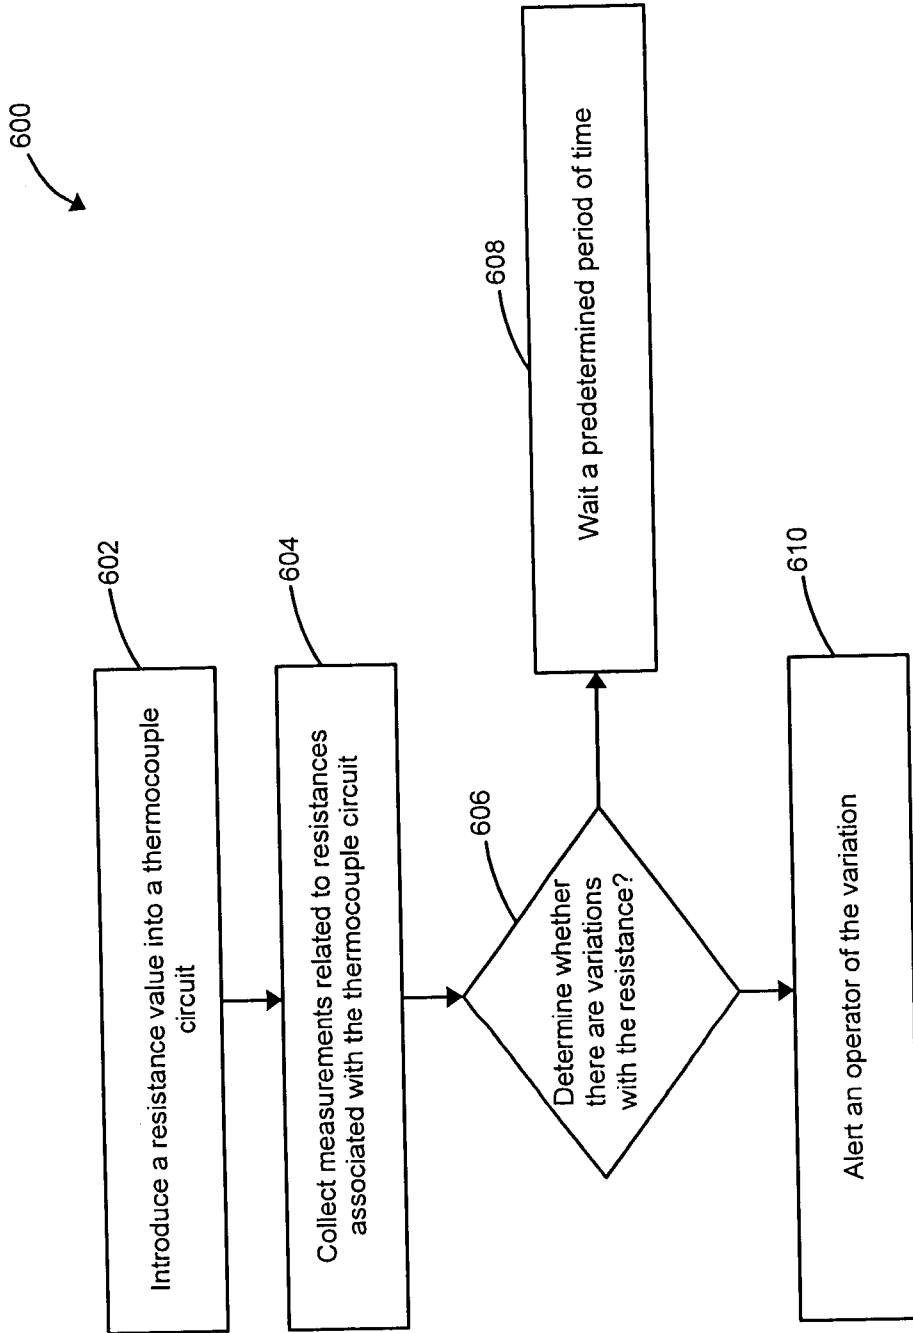 600
602
Introduce a resistance value into a thermocouple
circuit
604
Collect measurements related to resistances
associated with the thermocouple circuit
606
Determine whether
there are variations
with the resistance?
608
Wait a predetermined period of time
610
Alert an operator of the variation